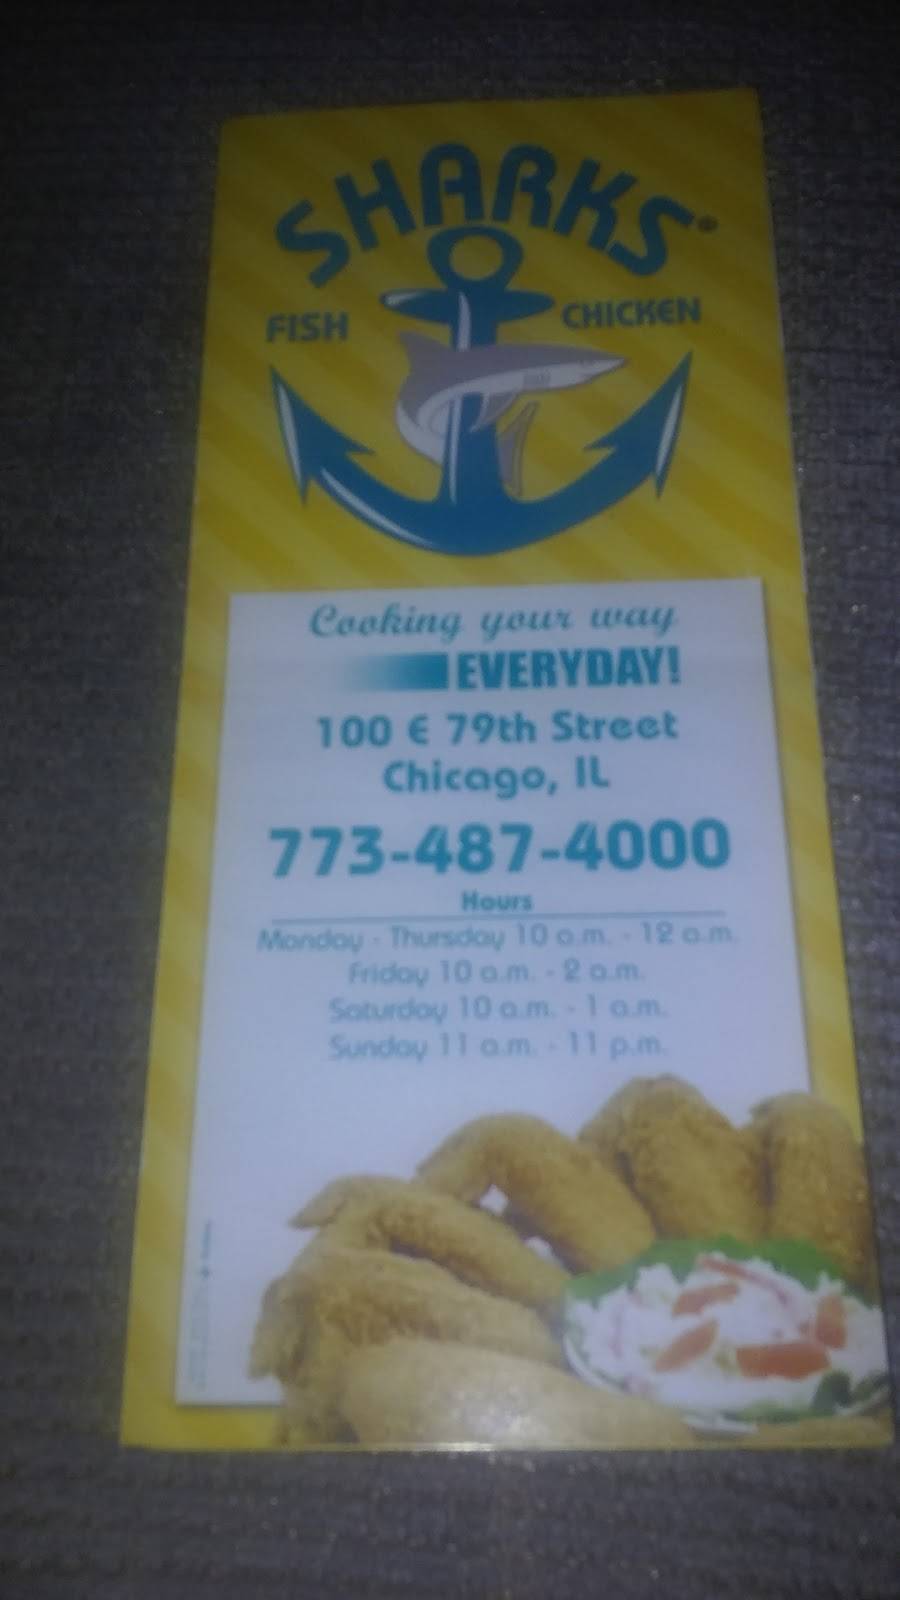 SHARKS®
FISH CHICKEN
Cooking your way
EVERYDAY!
100 E 79th Street
Chicago, IL
773-487-4000
Hours
Monday - Thursday 10 a.m. - 12 a.m.
Friday 10 a.m. - 2 a.m.
Saturday 10 a.m. - 1 a.m.
Sunday 11 a.m. - 11 p.m.